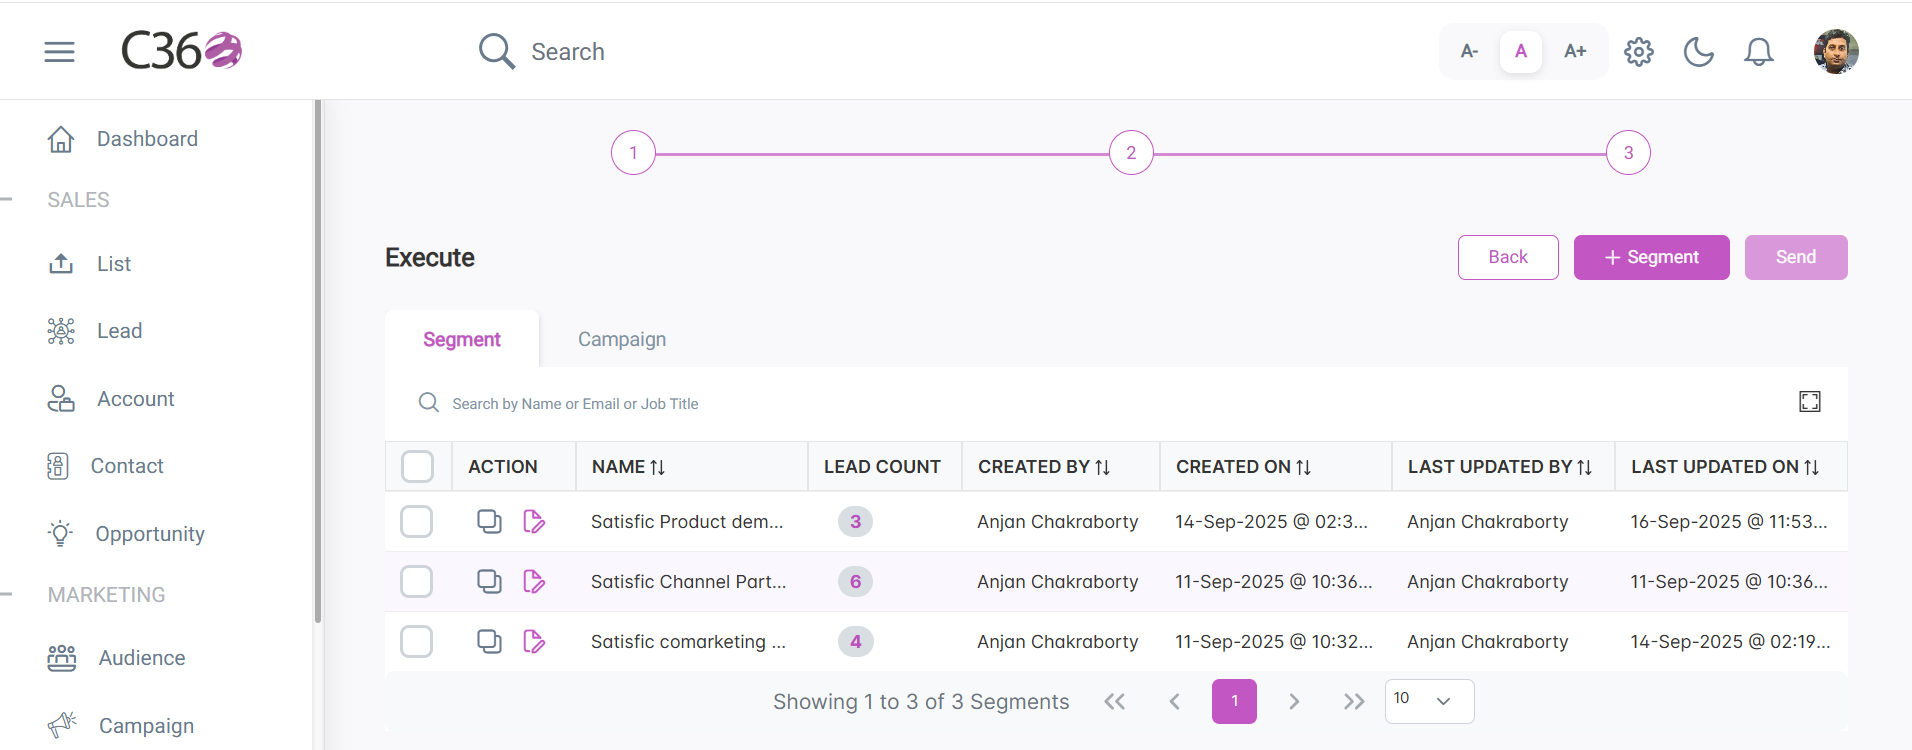 C360
Search
A- A A+
Dashboard
SALES
List
Lead
Account
Contact
Opportunity
MARKETING
Audience
Campaign
1 2 3
Execute
Back + Segment Send
Segment Campaign
Search by Name or Email or Job Title
ACTION NAME LEAD COUNT CREATED BY CREATED ON LAST UPDATED BY LAST UPDATED ON
Satisfic Product dem... 3 Anjan Chakraborty 14-Sep-2025 @ 02:3... Anjan Chakraborty 16-Sep-2025 @ 11:53...
Satisfic Channel Part... 6 Anjan Chakraborty 11-Sep-2025 @ 10:36... Anjan Chakraborty 11-Sep-2025 @ 10:36...
Satisfic comarketing ... 4 Anjan Chakraborty 11-Sep-2025 @ 10:32... Anjan Chakraborty 14-Sep-2025 @ 02:19...
Showing 1 to 3 of 3 Segments 1 10